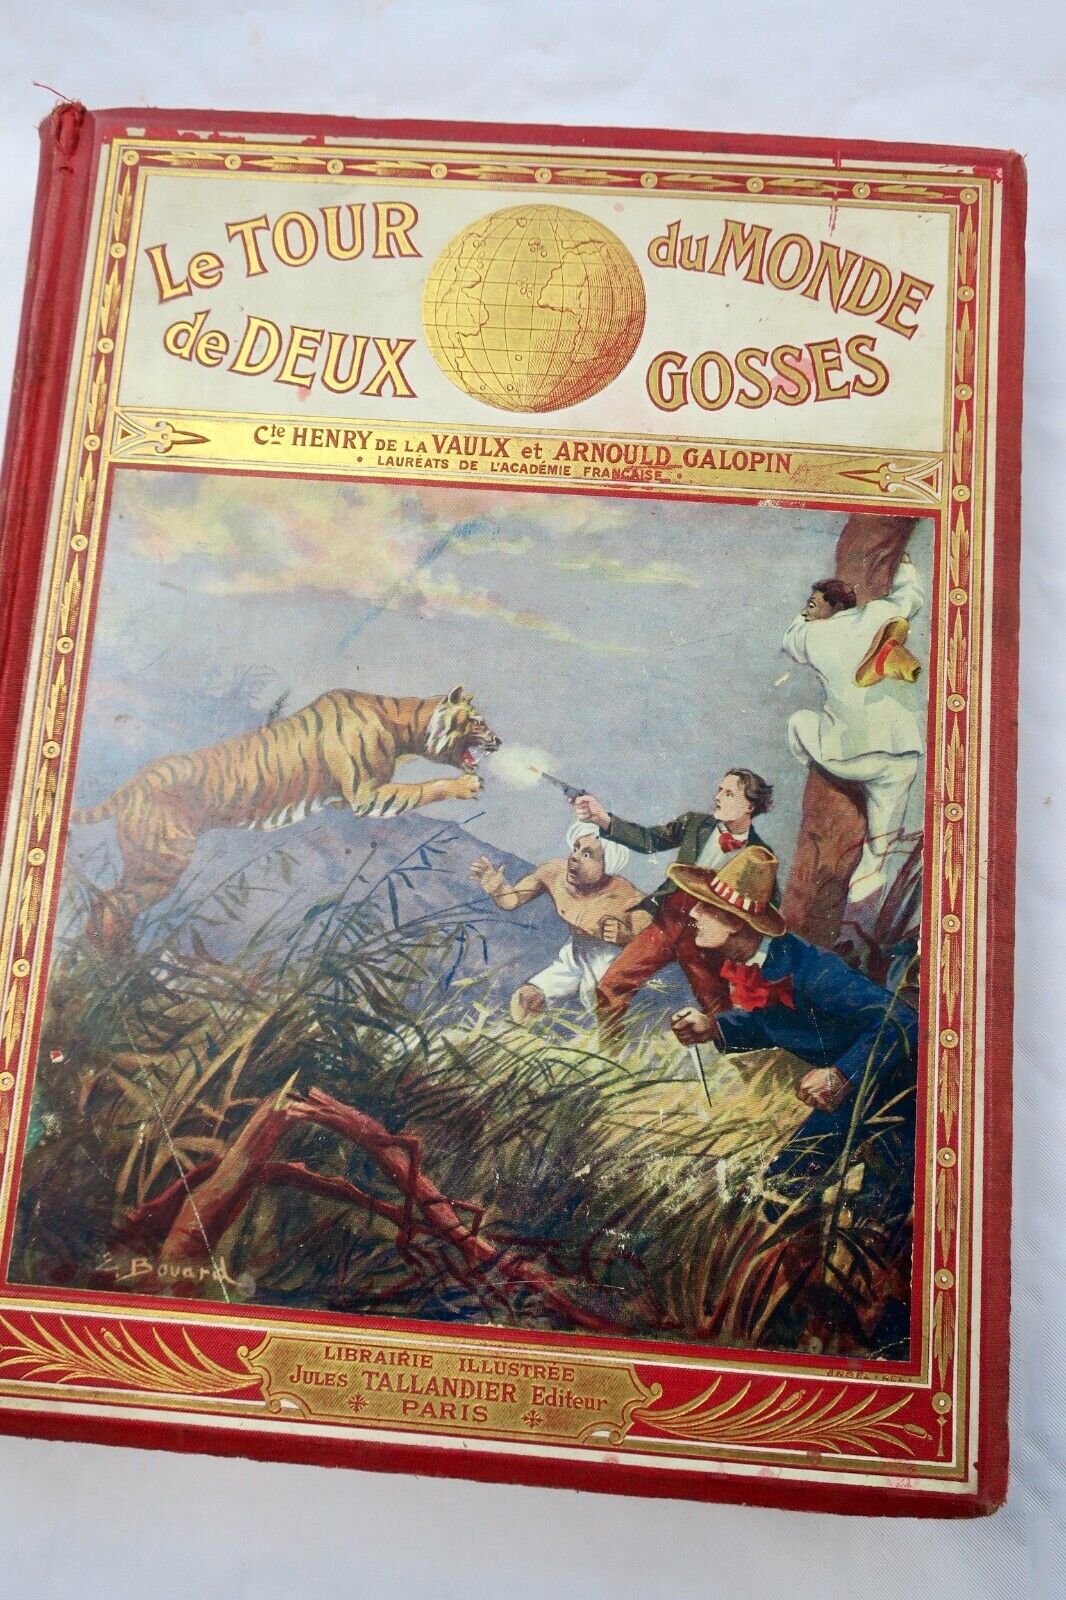 Le TOUR du MONDE
de DEUX GOSSES
Cte HENRY DE LA VAULX et ARNOULD GALOPIN
• LAURÉATS DE L'ACADÉMIE FRANÇAISE •
Bouard
LIBRAIRIE ILLUSTRÉE
JULES TALLANDIER Editeur
PARIS